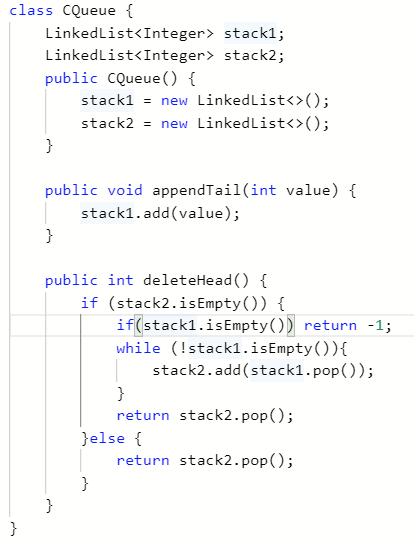 class CQueue {
    LinkedList<Integer> stack1;
    LinkedList<Integer> stack2;
    public CQueue() {
        stack1 = new LinkedList<>();
        stack2 = new LinkedList<>();
    }

    public void appendTail(int value) {
        stack1.add(value);
    }

    public int deleteHead() {
        if (stack2.isEmpty()) {
            if(stack1.isEmpty()) return -1;
            while (!stack1.isEmpty()){
                stack2.add(stack1.pop());
            }
            return stack2.pop();
        }else {
            return stack2.pop();
        }
    }
}